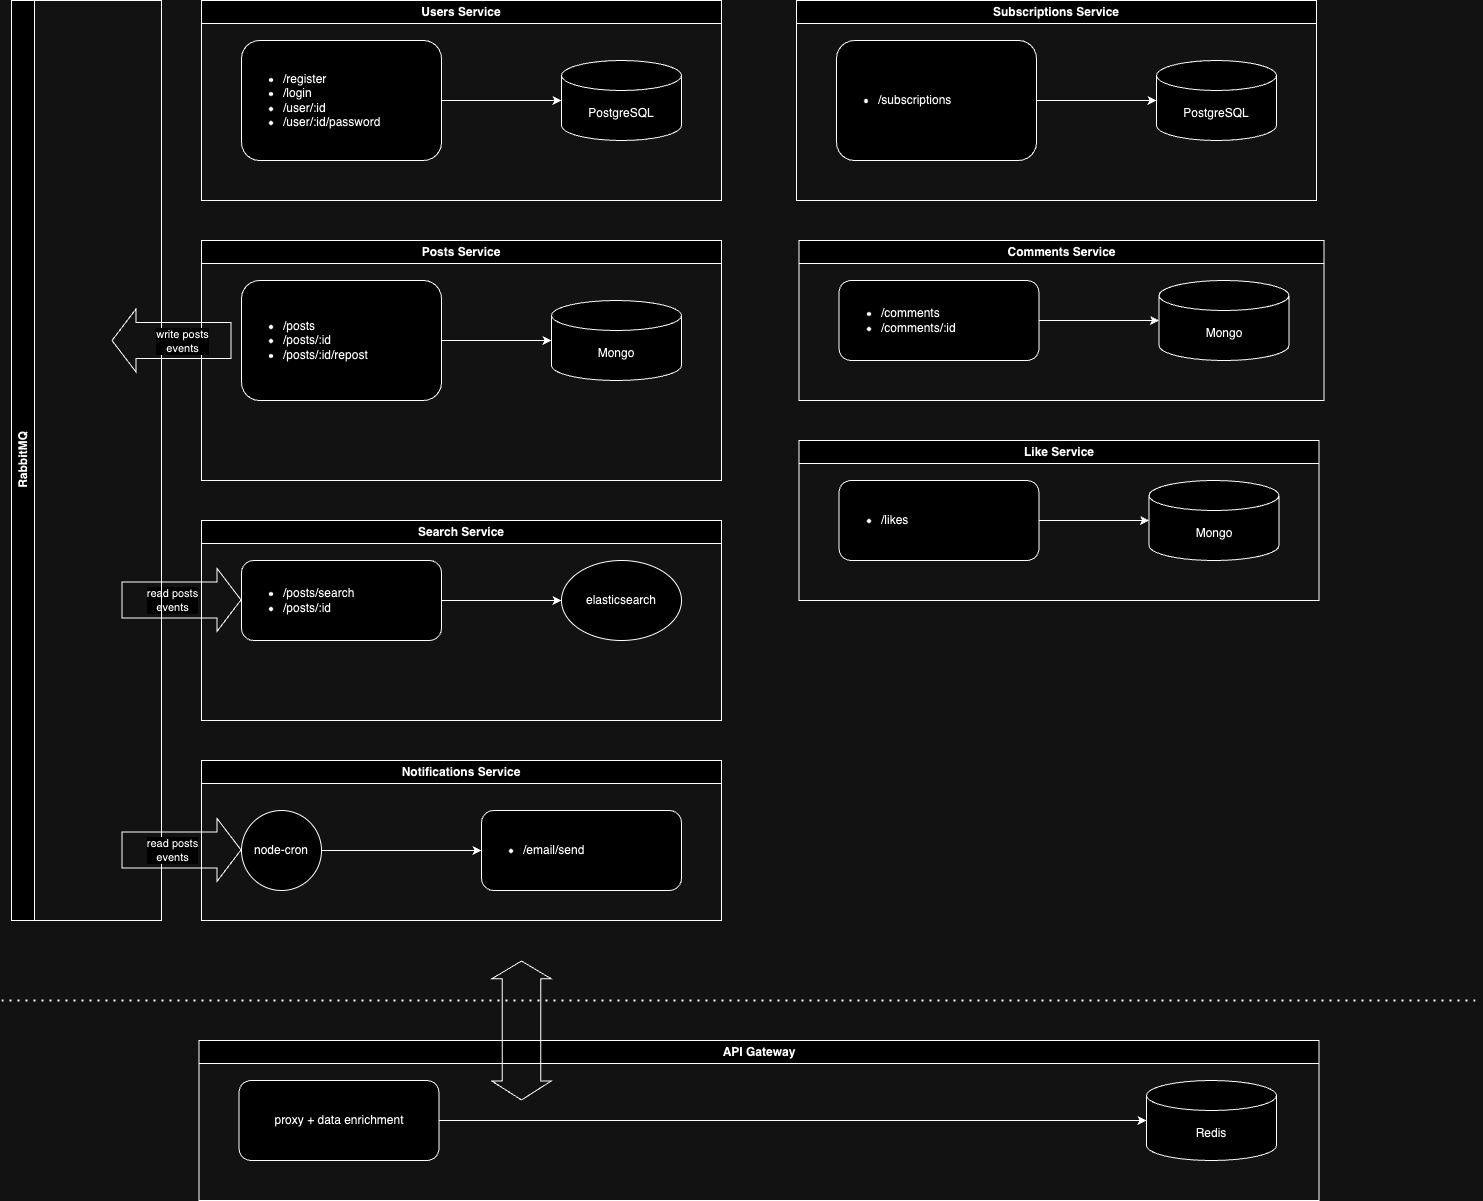 RabbitMQ
Users Service
/register
/login
/user/:id
/user/:id/password
PostgreSQL
Subscriptions Service
/subscriptions
PostgreSQL
Posts Service
write posts
events
/posts
/posts/:id
/posts/:id/repost
Mongo
Comments Service
/comments
/comments/:id
Mongo
Like Service
/likes
Mongo
Search Service
read posts
events
/posts/search
/posts/:id
elasticsearch
Notifications Service
read posts
events
node-cron
/email/send
API Gateway
proxy + data enrichment
Redis